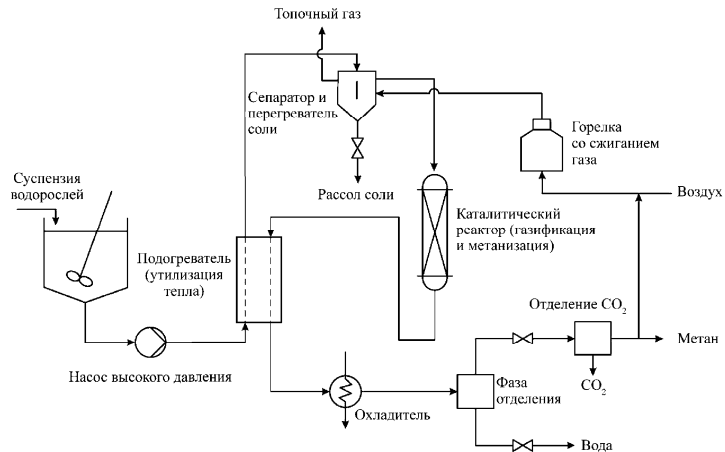 Топочный газ
Сепаратор и
перегреватель
соли
Горелка
со сжиганием
газа
Суспензия
водорослей
Рассол соли
Воздух
Каталитический
реактор (газификация
и метанизация)
Подогреватель
(утилизация
тепла)
Отделение CO₂
Метан
Насос высокого давления
CO₂
Фаза
отделения
Охладитель
Вода